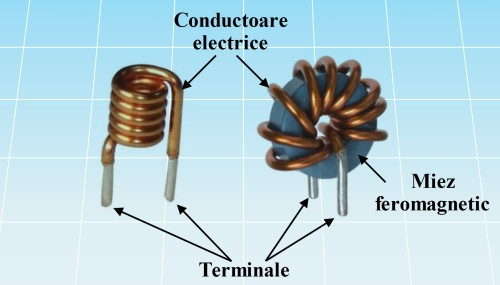 Conductoare
electrice
Miez
feromagnetic
Terminale